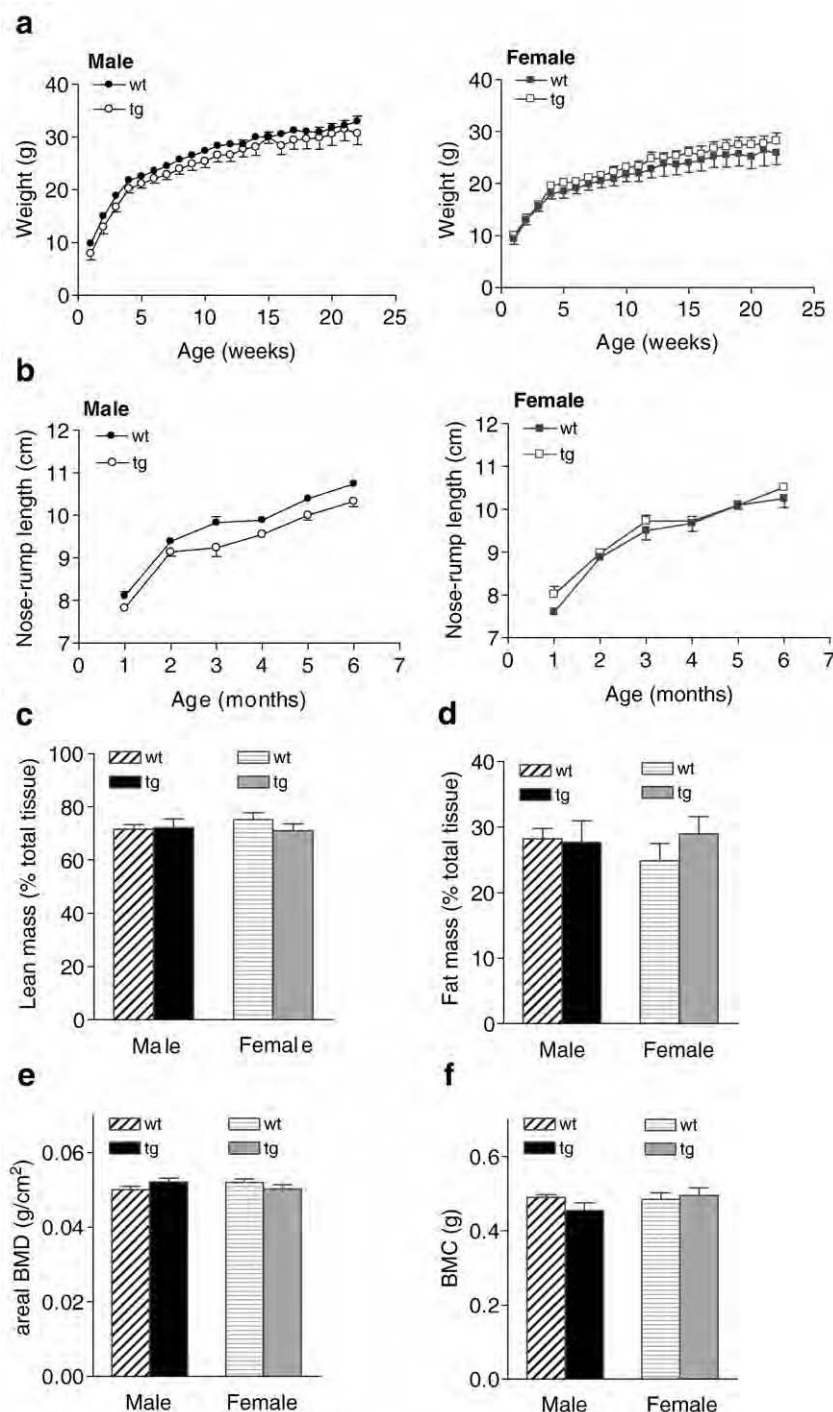 a
Male
wt
tg
40
30
20
10
0
Weight (g)
0 5 10 15 20 25
Age (weeks)
Female
wt
tg
40
30
20
10
0
Weight (g)
0 5 10 15 20 25
Age (weeks)
b
Male
wt
tg
12
11
10
9
8
7
Nose-rump length (cm)
0 1 2 3 4 5 6 7
Age (months)
Female
wt
tg
12
11
10
9
8
7
Nose-rump length (cm)
0 1 2 3 4 5 6 7
Age (months)
c
wt wt
tg tg
100
80
60
40
20
0
Lean mass (% total tissue)
Male Female
d
wt wt
tg tg
40
30
20
10
0
Fat mass (% total tissue)
Male Female
e
wt wt
tg tg
0.06
0.04
0.02
0.00
areal BMD (g/cm²)
Male Female
f
wt wt
tg tg
0.6
0.4
0.2
0.0
BMC (g)
Male Female